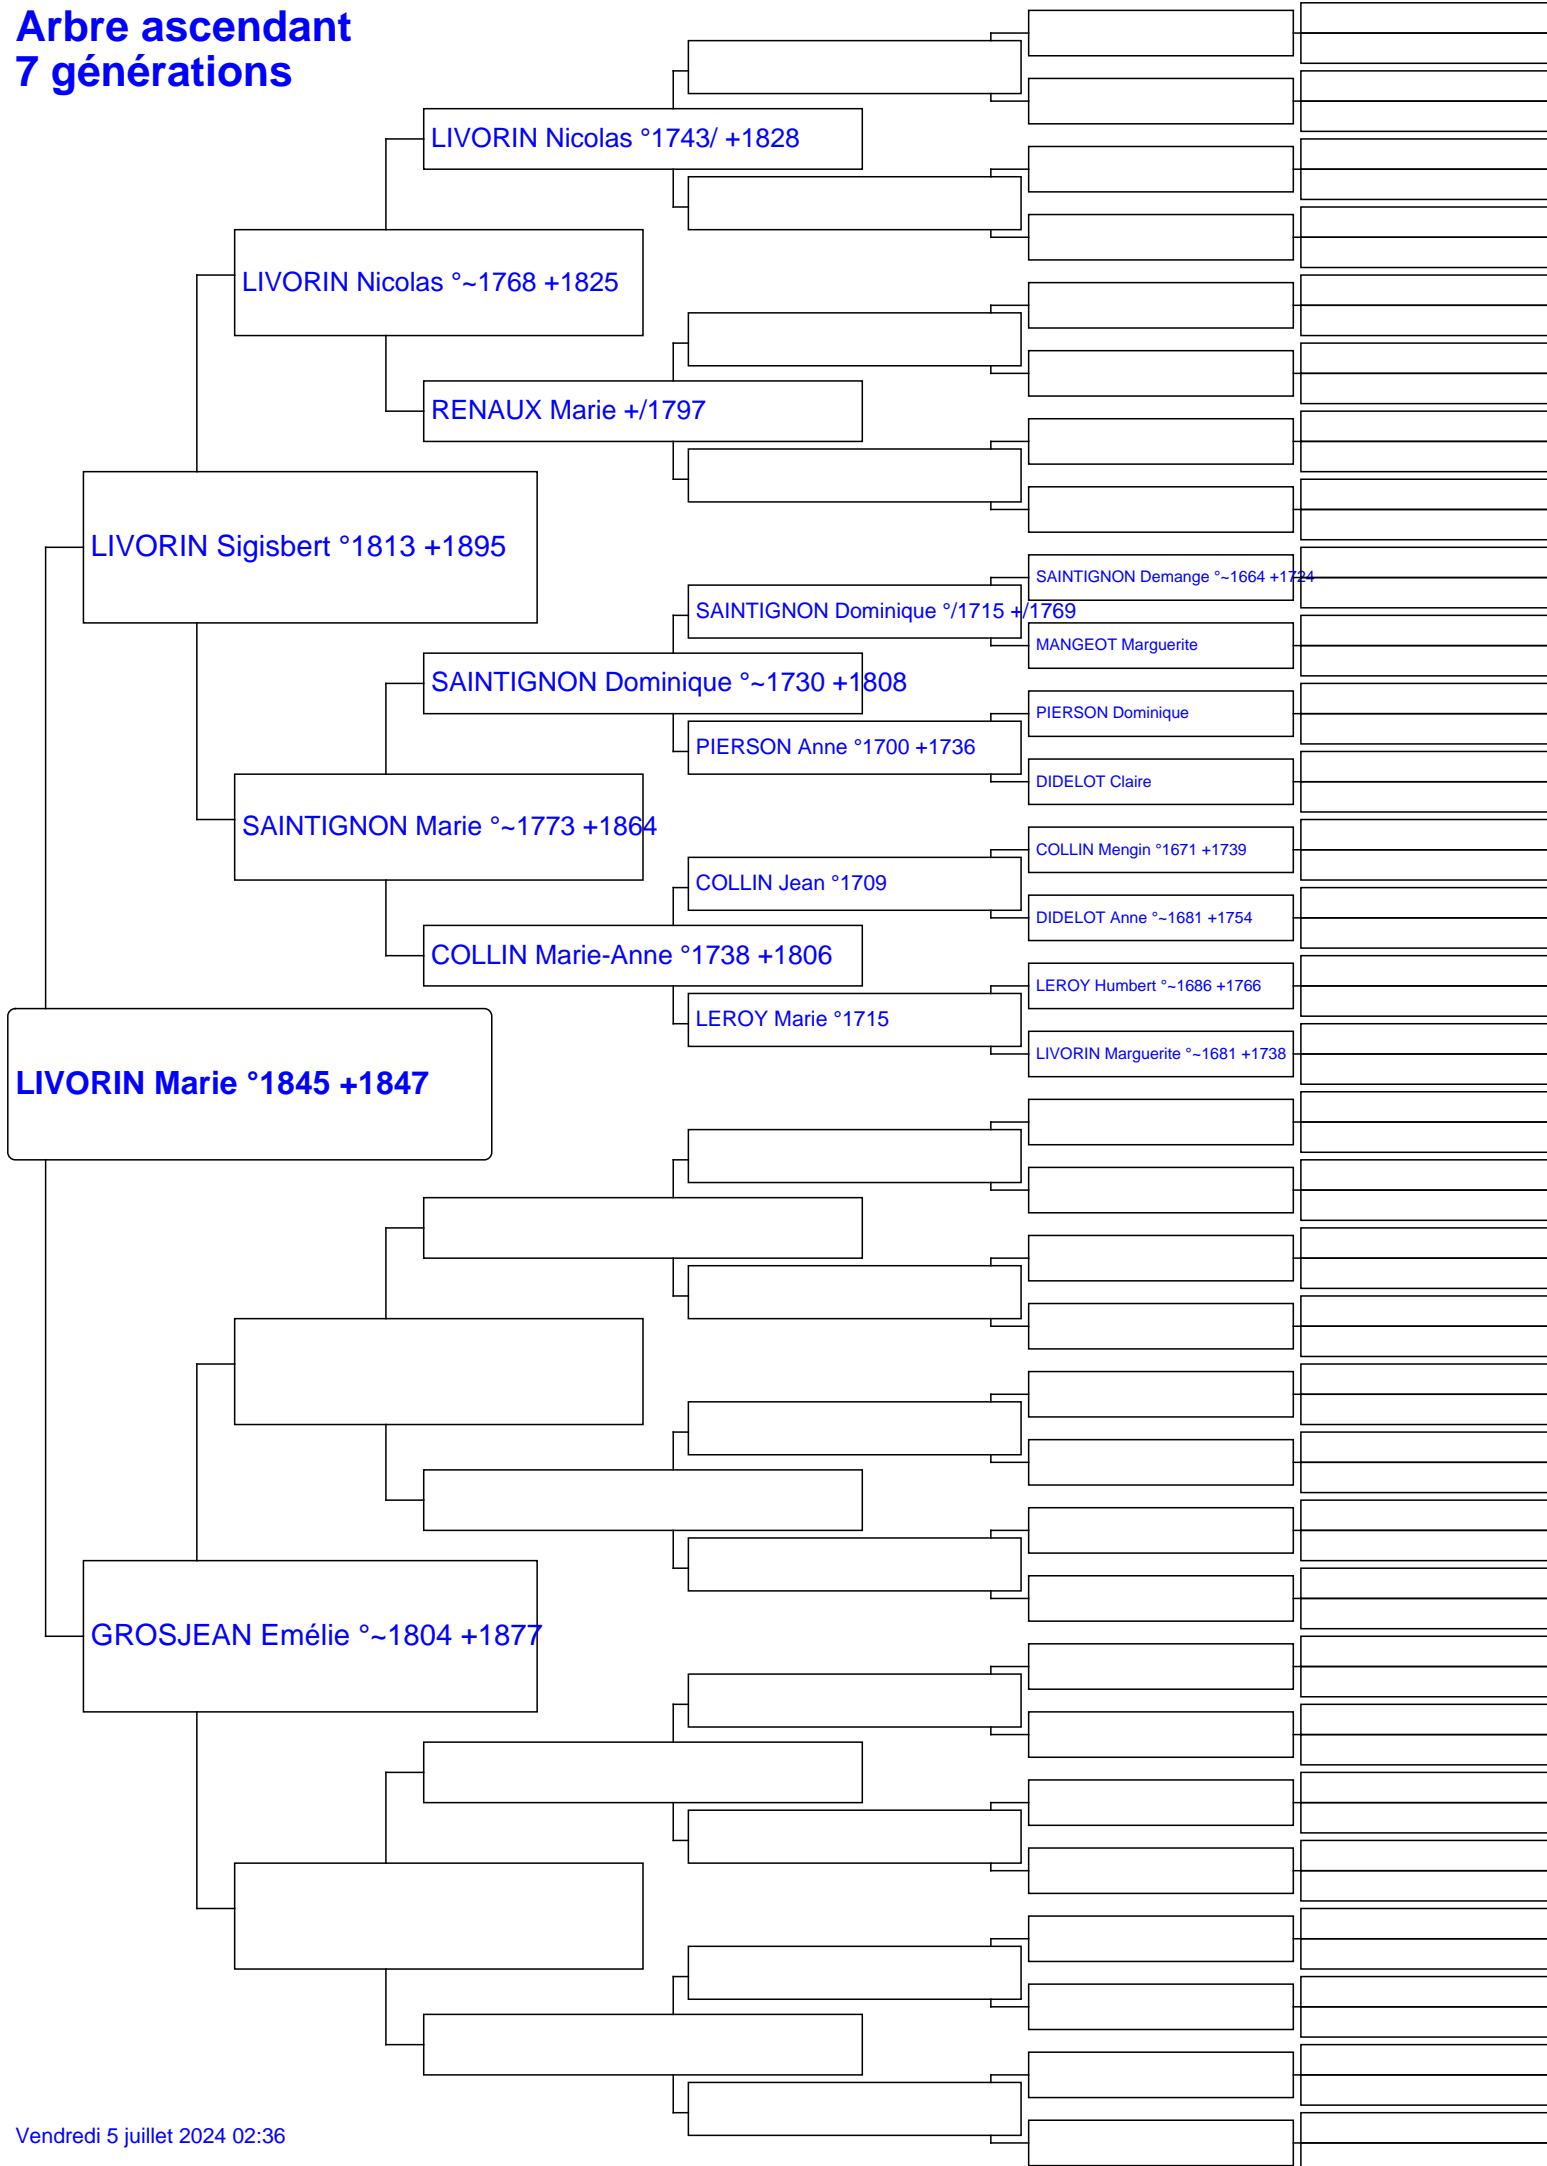 Arbre ascendant
7 générations
LIVORIN Nicolas °1743/ +1828
LIVORIN Nicolas °~1768 +1825
RENAUX Marie +/1797
LIVORIN Sigisbert °1813 +1895
SAINTIGNON Demange °~1664 +1724
SAINTIGNON Dominique °/1715 +/1769
MANGEOT Marguerite
SAINTIGNON Dominique °~1730 +1808
PIERSON Dominique
PIERSON Anne °1700 +1736
DIDELOT Claire
SAINTIGNON Marie °~1773 +1864
COLLIN Mengin °1671 +1739
COLLIN Jean °1709
DIDELOT Anne °~1681 +1754
COLLIN Marie-Anne °1738 +1806
LEROY Humbert °~1686 +1766
LEROY Marie °1715
LIVORIN Marguerite °~1681 +1738
LIVORIN Marie °1845 +1847
GROSJEAN Emélie °~1804 +1877
Vendredi 5 juillet 2024 02:36